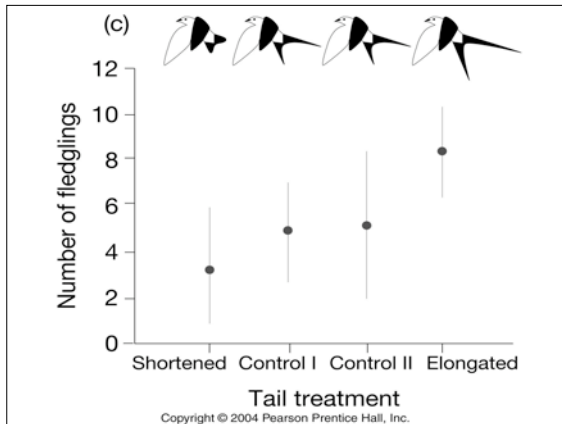 (c)
12
10
8
6
4
2
0
Number of fledglings
Shortened Control I Control II Elongated
Tail treatment
Copyright © 2004 Pearson Prentice Hall, Inc.